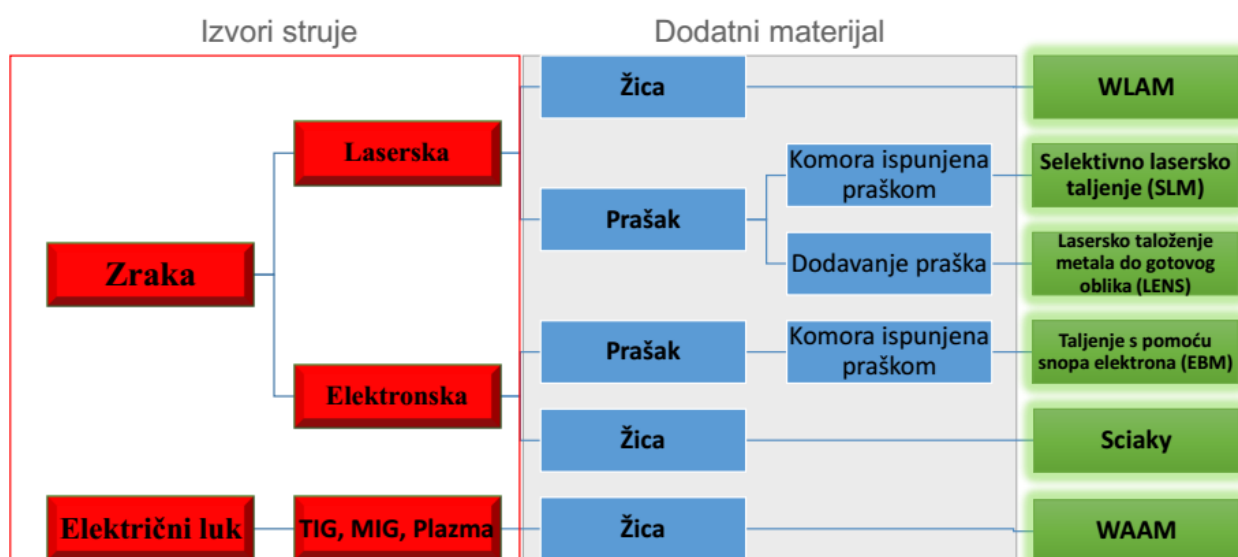 Izvori struje
Dodatni materijal
Žica
WLAM
Laserska
Komora ispunjena
praškom
Selektivno lasersko
taljenje (SLM)
Prašak
Zraka
Dodavanje praška
Lasersko taloženje
metala do gotovog
oblika (LENS)
Prašak
Komora ispunjena
praškom
Taljenje s pomoću
snopa elektrona (EBM)
Elektronska
Žica
Sciaky
Električni luk
TIG, MIG, Plazma
Žica
WAAM